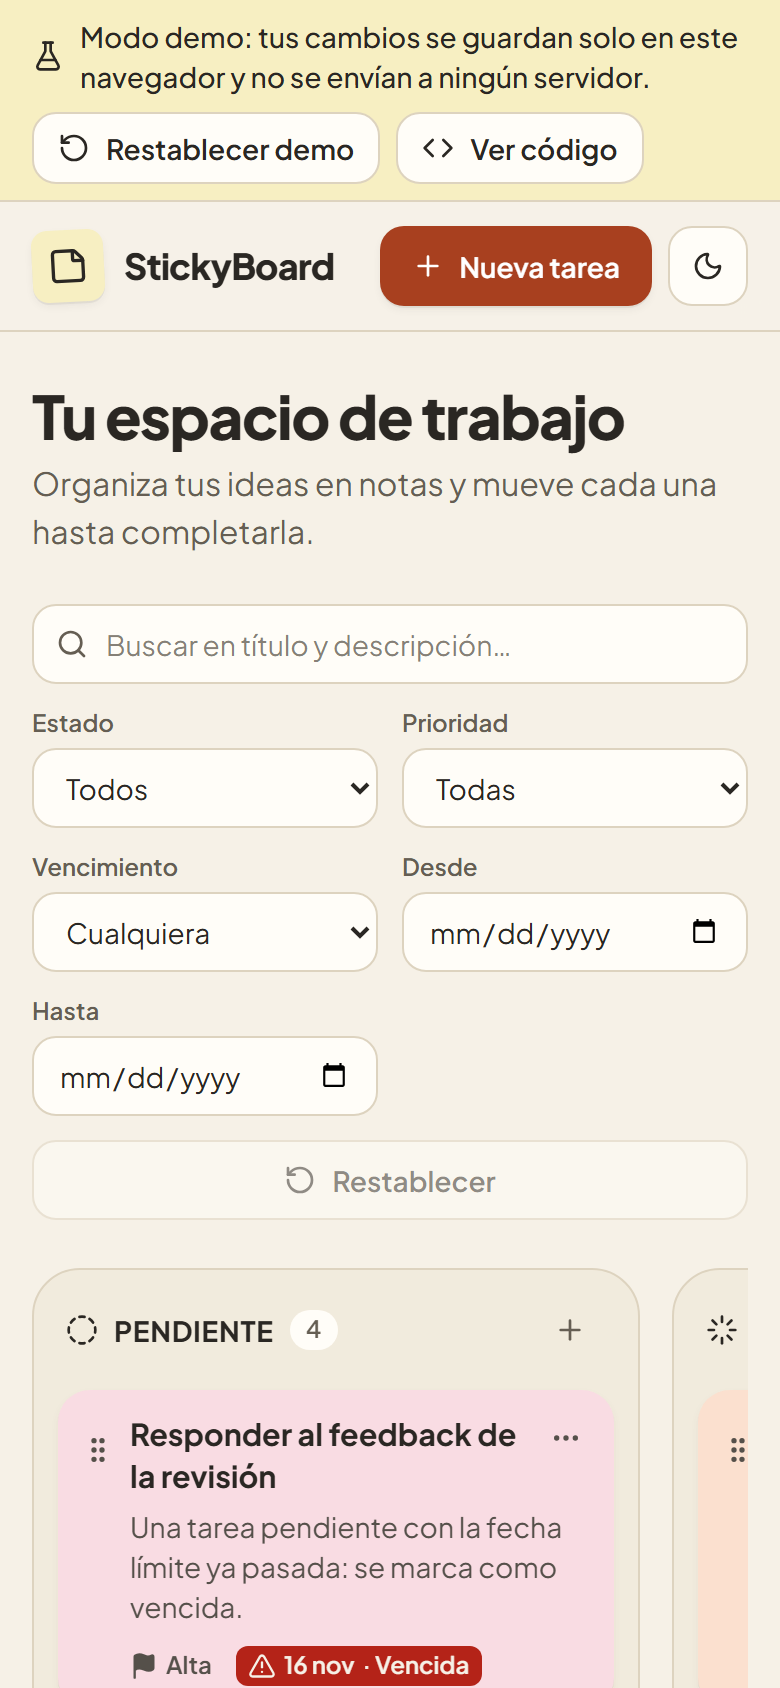 Modo demo: tus cambios se guardan solo en este
navegador y no se envían a ningún servidor.
Restablecer demo
Ver código
StickyBoard
Nueva tarea
Tu espacio de trabajo
Organiza tus ideas en notas y mueve cada una
hasta completarla.
Buscar en título y descripción...
Estado
Prioridad
Todos
Todas
Vencimiento
Desde
Cualquiera
mm/dd/yyyy
Hasta
mm/dd/yyyy
Restablecer
PENDIENTE 4
Responder al feedback de
la revisión
Una tarea pendiente con la fecha
límite ya pasada: se marca como
vencida.
Alta
16 nov · Vencida